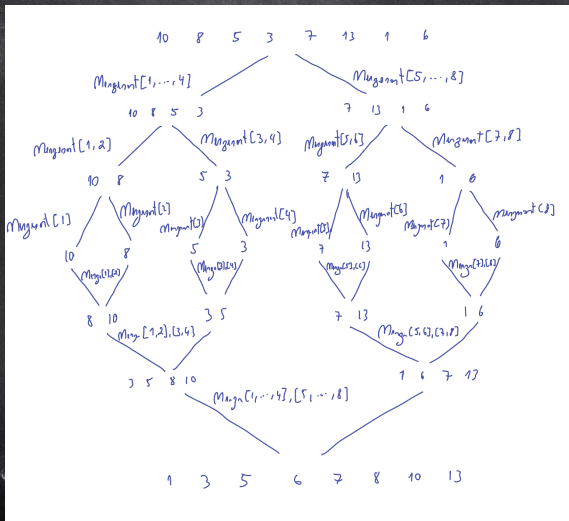 10 8 5 3 7 13 1 6
Mergesort[1,...,4] Mergesort[5,...,8]
10 8 5 3 7 13 1 6
Mergesort[1,2] Mergesort[3,4] Mergesort[5,6] Mergesort[7,8]
10 8 5 3 7 13 1 6
Mergesort[1] Mergesort[2] Mergesort[3] Mergesort[4] Mergesort[5] Mergesort[6] Mergesort[7] Mergesort[8]
10 8 5 3 7 13 1 6
Merge[1],[2] Merge[3],[4] Merge[5],[6] Merge[7],[8]
8 10 3 5 7 13 1 6
Merge[1,2],[3,4] Merge[5,6],[7,8]
3 5 8 10 1 6 7 13
Merge[1,...,4],[5,...,8]
1 3 5 6 7 8 10 13